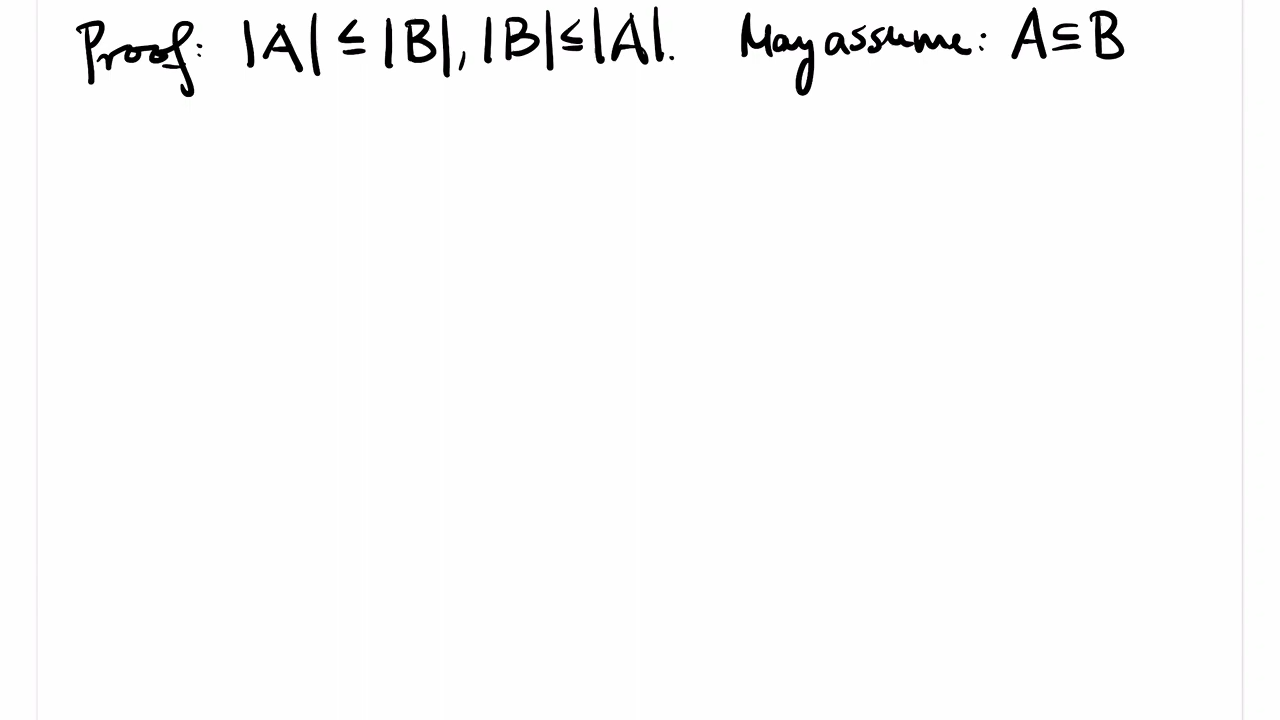 Proof: |A| ≤ |B|, |B| ≤ |A|. May assume: A ⊆ B